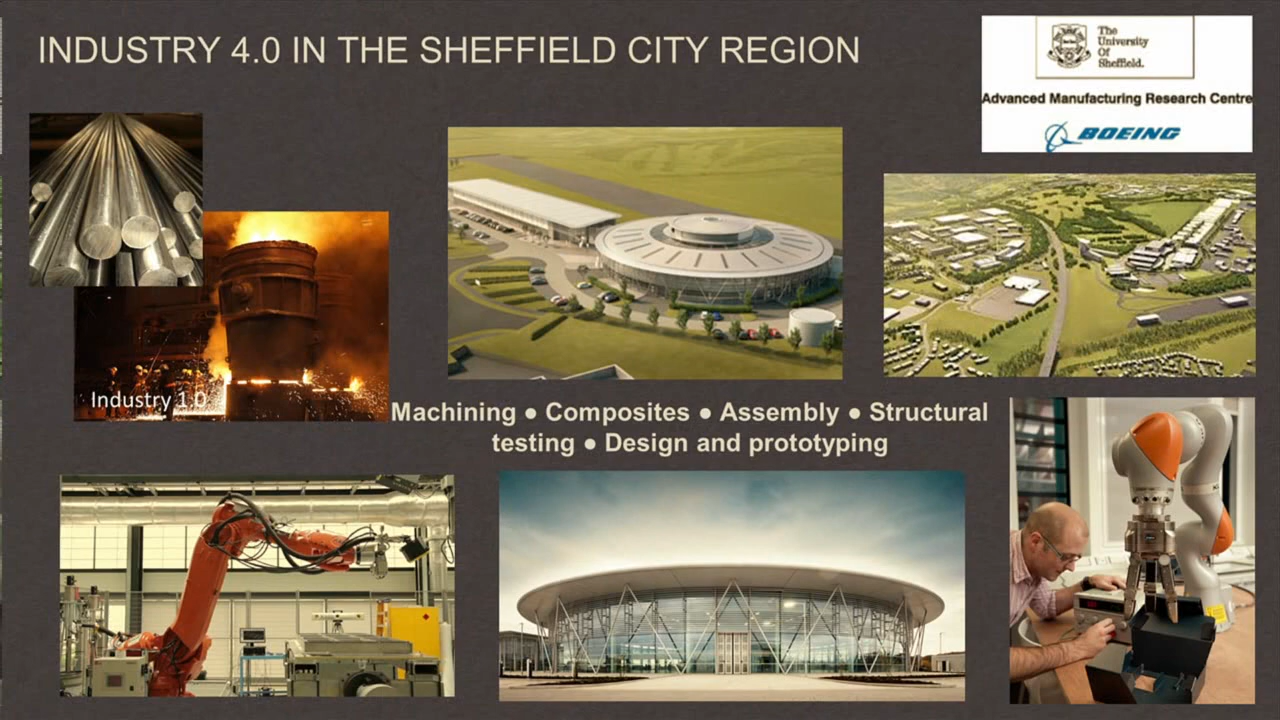 INDUSTRY 4.0 IN THE SHEFFIELD CITY REGION
The
University
Of
Sheffield.
Advanced Manufacturing Research Centre
BOEING
Industry 1.0
Machining ● Composites ● Assembly ● Structural
testing ● Design and prototyping